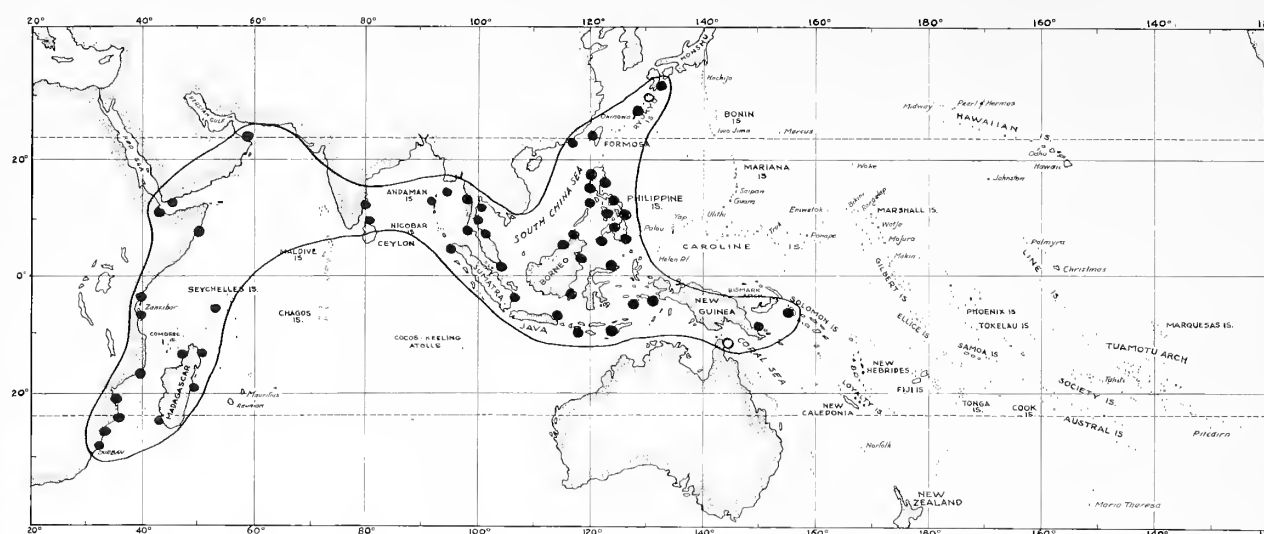 20° 40° 60° 80° 100° 120° 140° 160° 180° 160° 140° 120°
HONSHU
Hachijo
PERSIAN GULF
RED SEA
Okinawa
RYUKYU IS
BONIN IS
Iwo Jima
Marcus
Midway
Pearl & Hermes
HAWAIIAN IS.
Oahu
Hawaii
FORMOSA
20°
20°
MARIANA IS
Wake
Johnston
ANDAMAN IS
SOUTH CHINA SEA
PHILIPPINE IS.
Saipan
Guam
Bikini
Rongelap
MARSHALL IS.
NICOBAR IS
Yap
Ulithi
Eniwetok
Wotje
CEYLON
Palau
Truk
Ponape
Majuro
Palmyra
MALDIVE IS
CAROLINE IS.
Makin
LINE IS
Helen Rf
Christmas
0°
0°
BORNEO
SUMATRA
GILBERT IS.
SEYCHELLES IS.
BISMARK ARCH
NEW GUINEA
SOLOMON IS
Zanzibar
CHAGOS IS
JAVA
ELLICE IS
PHOENIX IS
TOKELAU IS
MARQUESAS IS.
COMORES IS
COCOS-KEELING ATOLLS
CORAL SEA
SAMOA IS
TUAMOTU ARCH
MADAGASCAR
NEW HEBRIDES
Tahiti
20°
20°
Mauritius
Reunion
FIJI IS
LOYALTY IS
SOCIETY IS.
NEW CALEDONIA
TONGA IS.
COOK IS
AUSTRAL IS
Pitcairn
DURBAN
Norfolk
NEW ZEALAND
Maria Theresa
20° 40° 60° 80° 100° 120° 140° 160° 180° 160° 140°